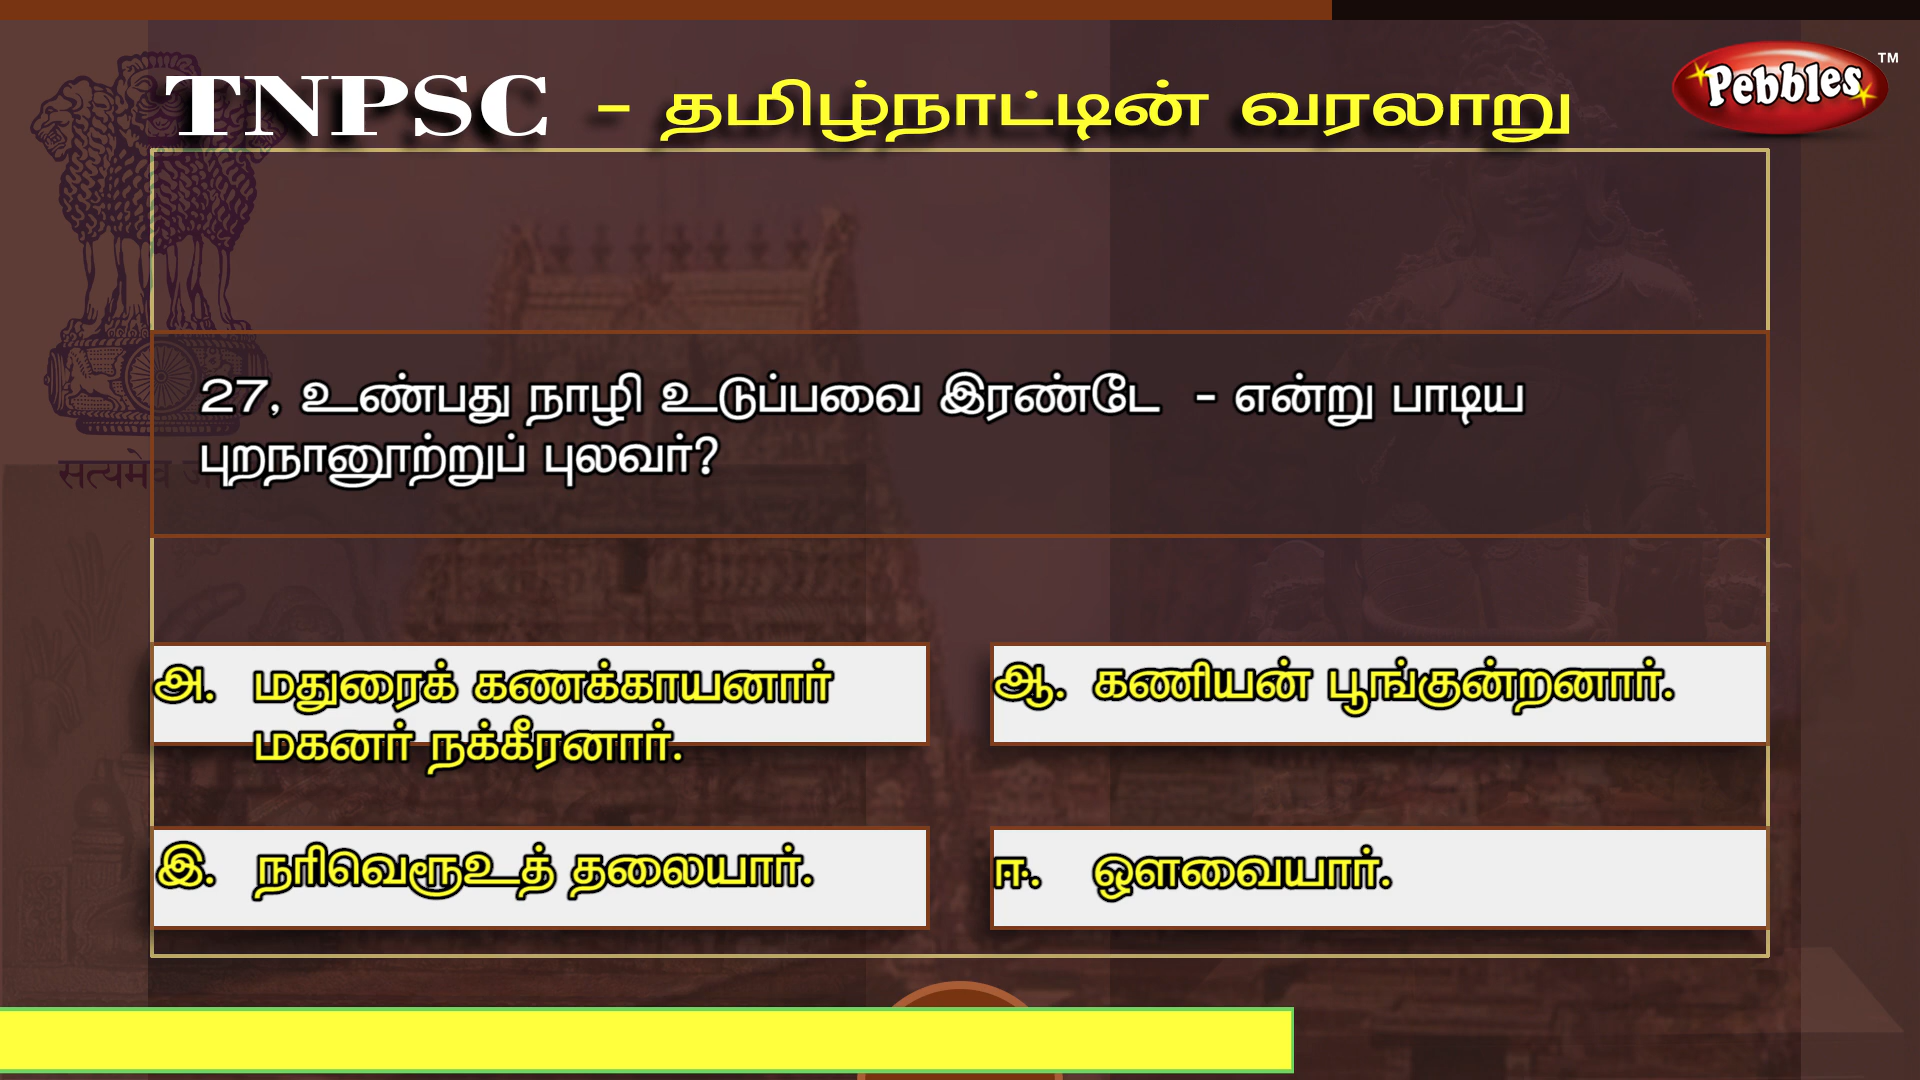 TNPSC - தமிழ்நாட்டின் வரலாறு
Pebbles ™
27, உண்பது நாழி உடுப்பவை இரண்டே - என்று பாடிய
புறநானூற்றுப் புலவர்?
அ. மதுரைக் கணக்காயனார்
மகனார் நக்கீரனார்.
ஆ. கணியன் பூங்குன்றனார்.
இ. நரிவெரூஉத் தலையார்.
ஈ. ஒளவையார்.